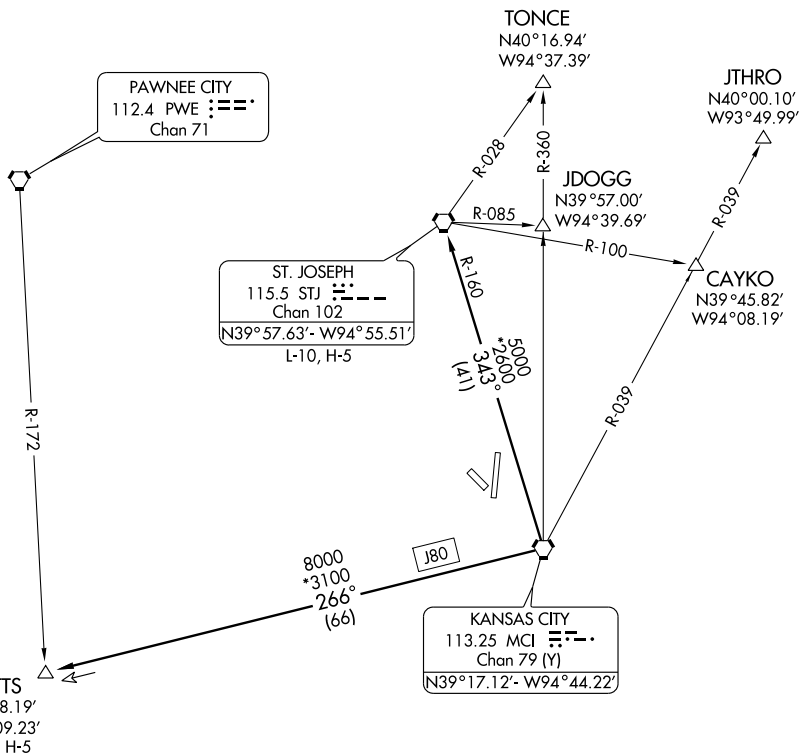 TONCE
N40°16.94'
W94°37.39'
JTHRO
N40°00.10'
W93°49.99'
PAWNEE CITY
112.4 PWE
Chan 71
R-028
R-360
R-039
JDOGG
N39°57.00'
W94°39.69'
R-085
R-100
ST. JOSEPH
115.5 STJ
Chan 102
N39°57.63'- W94°55.51'
L-10, H-5
R-160
CAYKO
N39°45.82'
W94°08.19'
5000
*2600
343°
(41)
R-039
R-172
J80
8000
*3100
266°
(66)
KANSAS CITY
113.25 MCI
Chan 79 (Y)
N39°17.12'- W94°44.22'
TTS
8.19'
09.23'
H-5